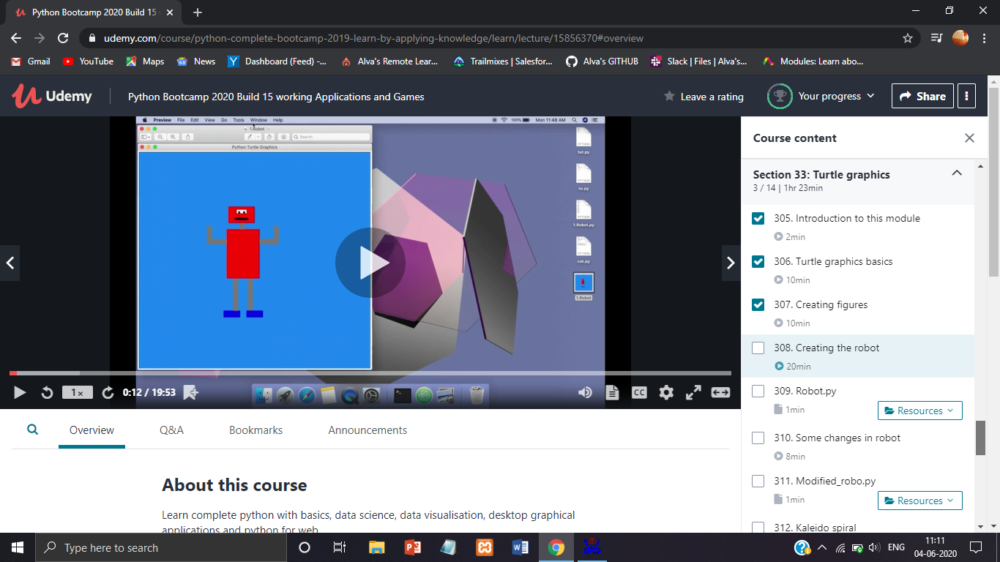 Python Bootcamp 2020 Build 15
udemy.com/course/python-complete-bootcamp-2019-learn-by-applying-knowledge/learn/lecture/15856370#overview
Gmail YouTube Maps News Dashboard (Feed) -... Alva's Remote Lear... Trailmixes | Salesfor... Alva's GITHUB Slack | Files | Alva's... Modules: Learn abo...
Udemy Python Bootcamp 2020 Build 15 working Applications and Games Leave a rating Your progress Share
Preview File Edit View Go Tools Window Help 100% Mon 11:48 AM
1.Robot
Search
Python Turtle Graphics
tut.py
tu.py
1.Robot.py
cat.py
1.Robot
1x 0:12 / 19:53 CC
Course content
Section 33: Turtle graphics
3 / 14 | 1hr 23min
305. Introduction to this module
2min
306. Turtle graphics basics
10min
307. Creating figures
10min
308. Creating the robot
20min
309. Robot.py
1min Resources
310. Some changes in robot
8min
311. Modified_robo.py
1min Resources
312. Kaleido spiral
Overview Q&A Bookmarks Announcements
About this course
Learn complete python with basics, data science, data visualisation, desktop graphical
applications and python for web
Type here to search
ENG
11:11
04-06-2020